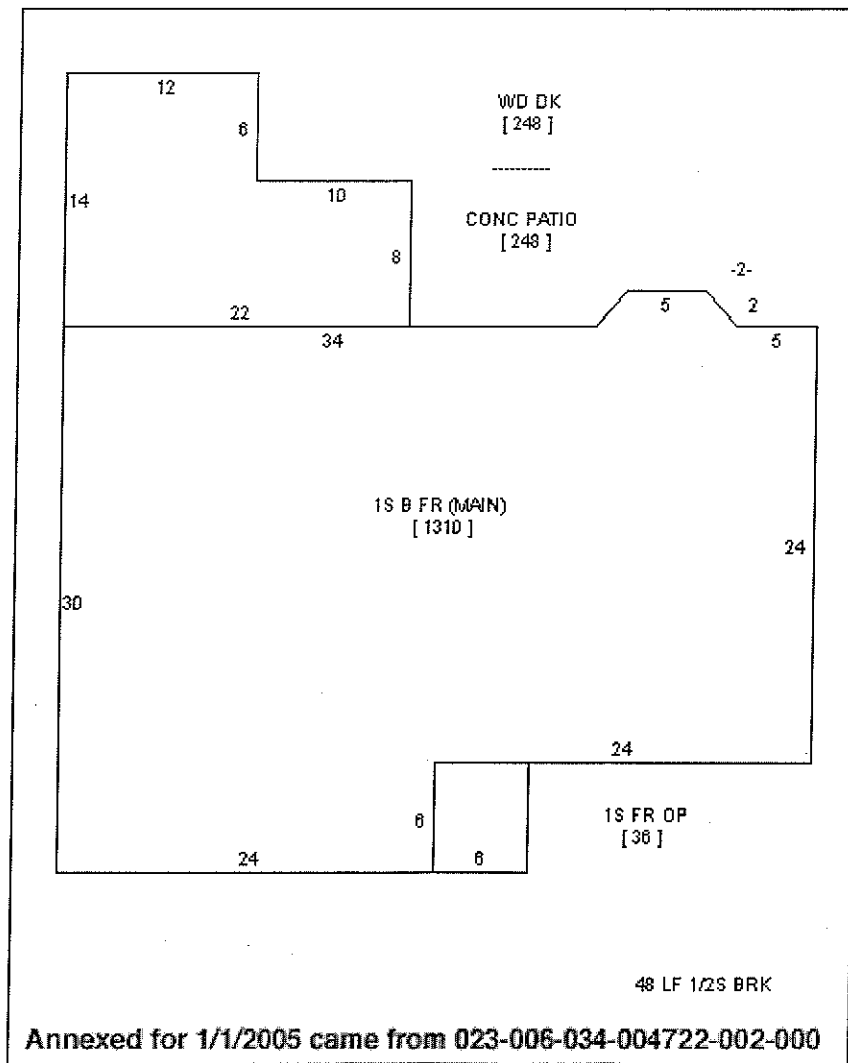 12
6
WD DK
[ 248 ]
----------
14
10
CONC PATIO
[ 248 ]
8
-2-
22
5
2
34
5
1S B FR (MAIN)
[ 1310 ]
24
30
24
6
1S FR OP
[ 36 ]
24
6
48 LF 1/2S BRK
Annexed for 1/1/2005 came from 023-006-034-004722-002-000